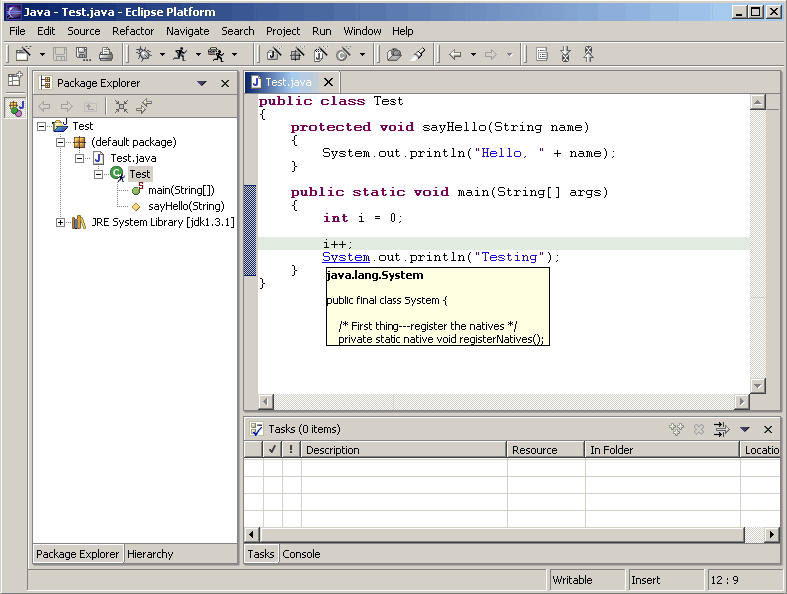 Java - Test.java - Eclipse Platform
File Edit Source Refactor Navigate Search Project Run Window Help
Package Explorer
Test
(default package)
Test.java
Test
main(String[])
sayHello(String)
JRE System Library [jdk1.3.1]
Package Explorer Hierarchy
Test.java
public class Test
{
protected void sayHello(String name)
{
System.out.println("Hello, " + name);
}
public static void main(String[] args)
{
int i = 0;
i++;
System.out.println("Testing");
}
}
java.lang.System
public final class System {
/* First thing---register the natives */
private static native void registerNatives();
Tasks (0 items)
✓ ! Description Resource In Folder Locatio
Tasks Console
Writable Insert 12 : 9